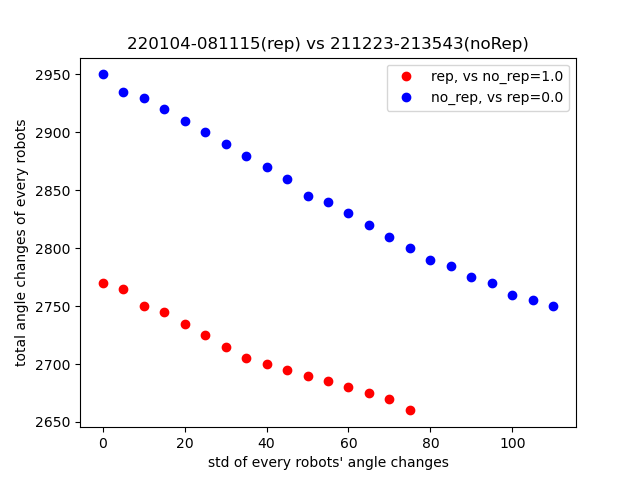 220104-081115(rep) vs 211223-213543(noRep)
rep, vs no_rep=1.0
no_rep, vs rep=0.0
total angle changes of every robots
2950
2900
2850
2800
2750
2700
2650
0 20 40 60 80 100
std of every robots' angle changes